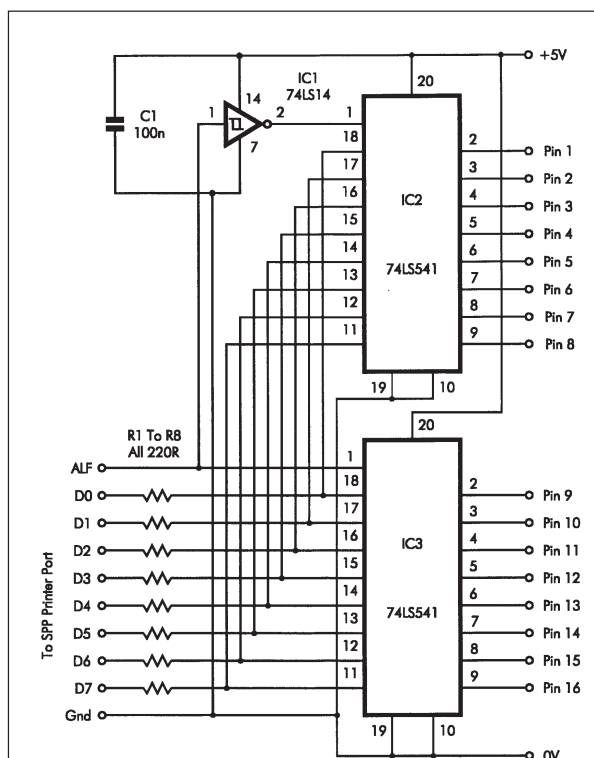 +5V
IC1
74LS14
20
14
C1
100n
1
2
1
7
18
17
16
15
14
13
12
11
IC2
74LS541
2
3
4
5
6
7
8
9
Pin 1
Pin 2
Pin 3
Pin 4
Pin 5
Pin 6
Pin 7
Pin 8
19
10
20
R1 To R8
All 220R
To SPP Printer Port
ALF
D0
D1
D2
D3
D4
D5
D6
D7
Gnd
1
18
17
16
15
14
13
12
11
IC3
74LS541
2
3
4
5
6
7
8
9
Pin 9
Pin 10
Pin 11
Pin 12
Pin 13
Pin 14
Pin 15
Pin 16
19
10
0V